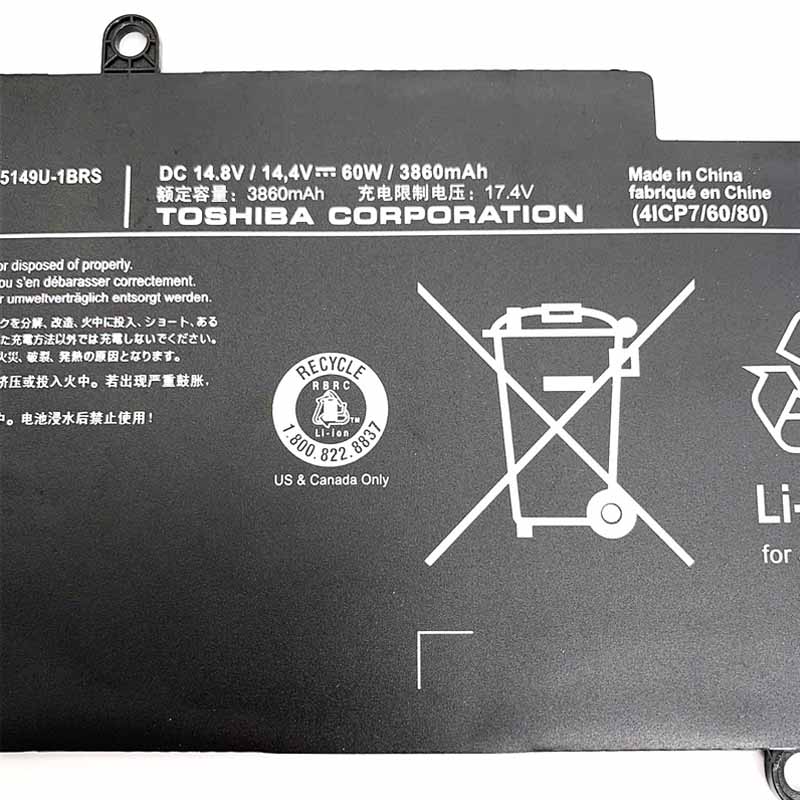 5149U-1BRS
DC 14.8V / 14,4V⎓ 60W / 3860mAh
额定容量: 3860mAh 充电限制电压: 17.4V
TOSHIBA CORPORATION
Made in China
fabriqué en Chine
(4ICP7/60/80)
or disposed of properly.
ou s'en débarasser correctement.
r umweltverträglich entsorgt werden.
クを分解、改造、火中に投入、ショート、ある
た充電方法以外では充電しないでください。
火災、破裂、発熱の原因となります。
挤压或投入火中。若出现严重鼓胀,
中。电池浸水后禁止使用!
RECYCLE
RBRC
TM
Li-ion
1.800.822.8837
US & Canada Only
Li-
for